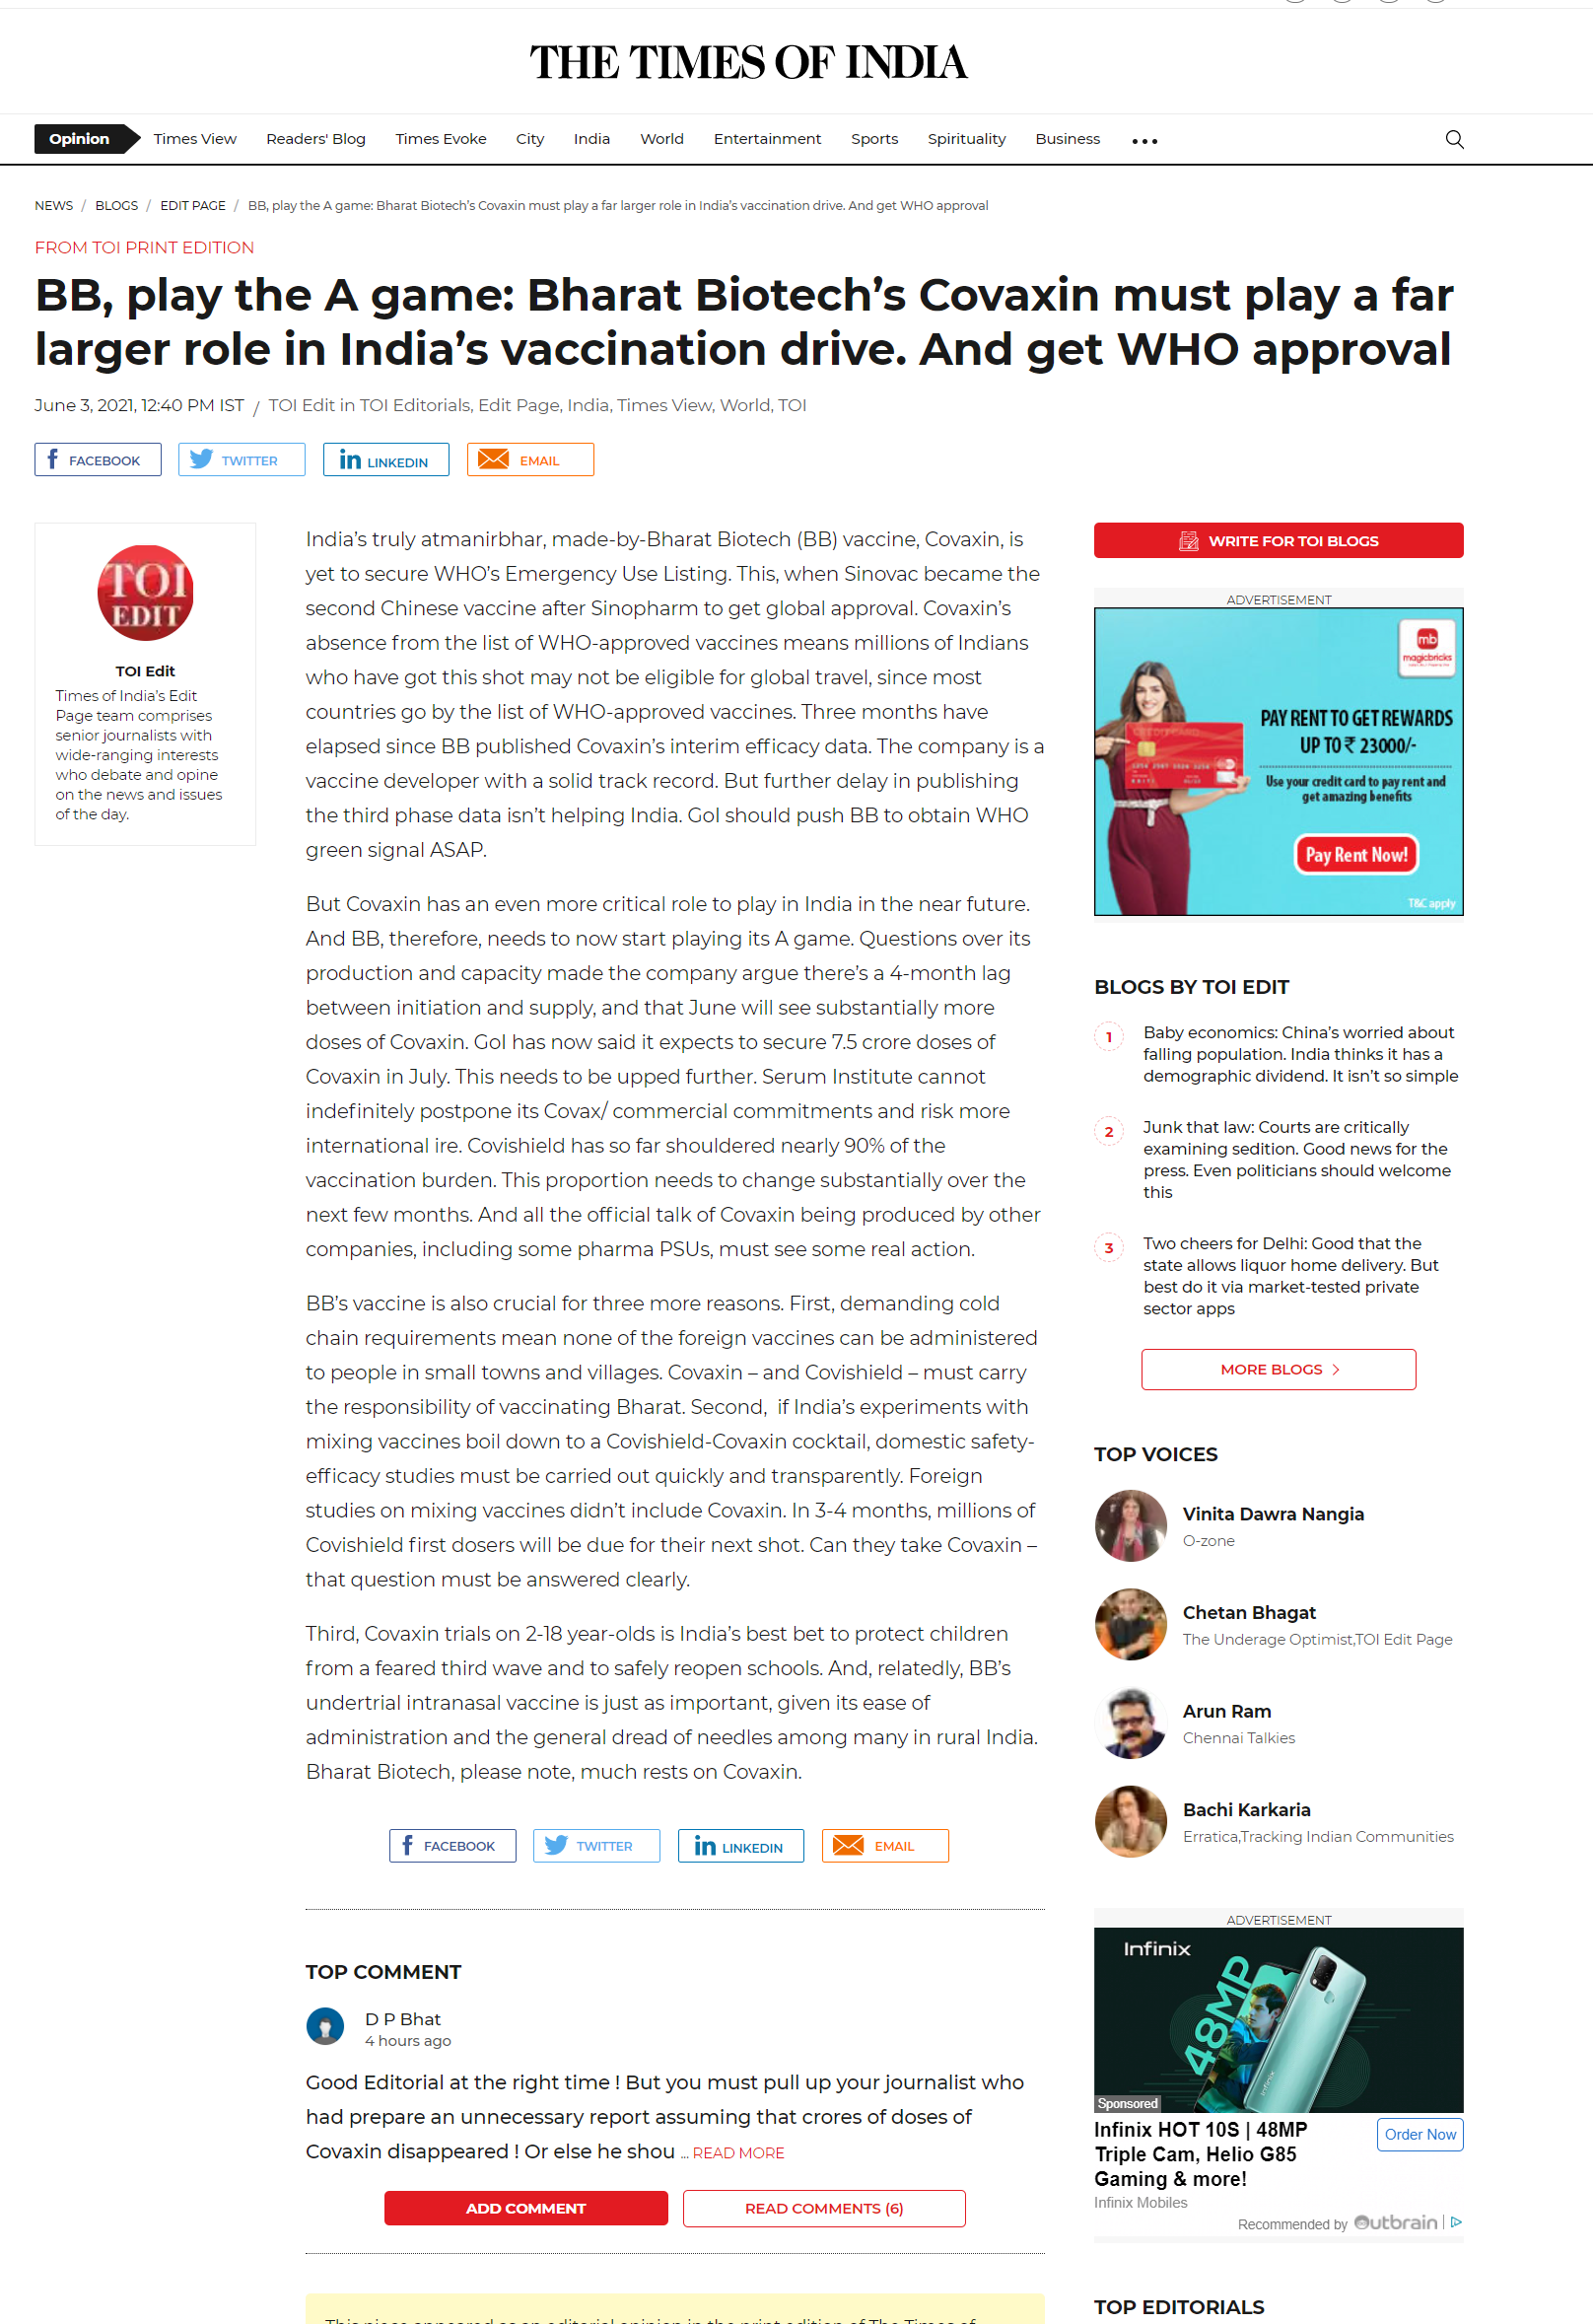 THE TIMES OF INDIA
Opinion Times View Readers' Blog Times Evoke City India World Entertainment Sports Spirituality Business
NEWS / BLOGS / EDIT PAGE / BB, play the A game: Bharat Biotech's Covaxin must play a far larger role in India's vaccination drive. And get WHO approval
FROM TOI PRINT EDITION
BB, play the A game: Bharat Biotech's Covaxin must play a far
larger role in India's vaccination drive. And get WHO approval
June 3, 2021, 12:40 PM IST / TOI Edit in TOI Editorials, Edit Page, India, Times View, World, TOI
FACEBOOK TWITTER LINKEDIN EMAIL
TOI
EDIT
TOI Edit
Times of India's Edit
Page team comprises
senior journalists with
wide-ranging interests
who debate and opine
on the news and issues
of the day.
India's truly atmanirbhar, made-by-Bharat Biotech (BB) vaccine, Covaxin, is
yet to secure WHO's Emergency Use Listing. This, when Sinovac became the
second Chinese vaccine after Sinopharm to get global approval. Covaxin's
absence from the list of WHO-approved vaccines means millions of Indians
who have got this shot may not be eligible for global travel, since most
countries go by the list of WHO-approved vaccines. Three months have
elapsed since BB published Covaxin's interim efficacy data. The company is a
vaccine developer with a solid track record. But further delay in publishing
the third phase data isn't helping India. GoI should push BB to obtain WHO
green signal ASAP.
But Covaxin has an even more critical role to play in India in the near future.
And BB, therefore, needs to now start playing its A game. Questions over its
production and capacity made the company argue there's a 4-month lag
between initiation and supply, and that June will see substantially more
doses of Covaxin. GoI has now said it expects to secure 7.5 crore doses of
Covaxin in July. This needs to be upped further. Serum Institute cannot
indefinitely postpone its Covax/ commercial commitments and risk more
international ire. Covishield has so far shouldered nearly 90% of the
vaccination burden. This proportion needs to change substantially over the
next few months. And all the official talk of Covaxin being produced by other
companies, including some pharma PSUs, must see some real action.
BB's vaccine is also crucial for three more reasons. First, demanding cold
chain requirements mean none of the foreign vaccines can be administered
to people in small towns and villages. Covaxin – and Covishield – must carry
the responsibility of vaccinating Bharat. Second, if India's experiments with
mixing vaccines boil down to a Covishield-Covaxin cocktail, domestic safety-
efficacy studies must be carried out quickly and transparently. Foreign
studies on mixing vaccines didn't include Covaxin. In 3-4 months, millions of
Covishield first dosers will be due for their next shot. Can they take Covaxin –
that question must be answered clearly.
Third, Covaxin trials on 2-18 year-olds is India's best bet to protect children
from a feared third wave and to safely reopen schools. And, relatedly, BB's
undertrial intranasal vaccine is just as important, given its ease of
administration and the general dread of needles among many in rural India.
Bharat Biotech, please note, much rests on Covaxin.
FACEBOOK TWITTER LINKEDIN EMAIL
TOP COMMENT
D P Bhat
4 hours ago
Good Editorial at the right time ! But you must pull up your journalist who
had prepare an unnecessary report assuming that crores of doses of
Covaxin disappeared ! Or else he shou ... READ MORE
ADD COMMENT READ COMMENTS (6)
This piece appeared as an editorial opinion in the print edition of The Times of
WRITE FOR TOI BLOGS
ADVERTISEMENT
mb
magicbricks
PAY RENT TO GET REWARDS
UP TO ₹ 23000/-
Use your credit card to pay rent and
get amazing benefits
Pay Rent Now!
T&C apply
BLOGS BY TOI EDIT
1 Baby economics: China's worried about
falling population. India thinks it has a
demographic dividend. It isn't so simple
2 Junk that law: Courts are critically
examining sedition. Good news for the
press. Even politicians should welcome
this
3 Two cheers for Delhi: Good that the
state allows liquor home delivery. But
best do it via market-tested private
sector apps
MORE BLOGS
TOP VOICES
Vinita Dawra Nangia
O-zone
Chetan Bhagat
The Underage Optimist,TOI Edit Page
Arun Ram
Chennai Talkies
Bachi Karkaria
Erratica,Tracking Indian Communities
ADVERTISEMENT
Infinix
48MP
Infinix
Sponsored
Infinix HOT 10S | 48MP
Triple Cam, Helio G85
Gaming & more!
Order Now
Infinix Mobiles
Recommended by Outbrain
TOP EDITORIALS